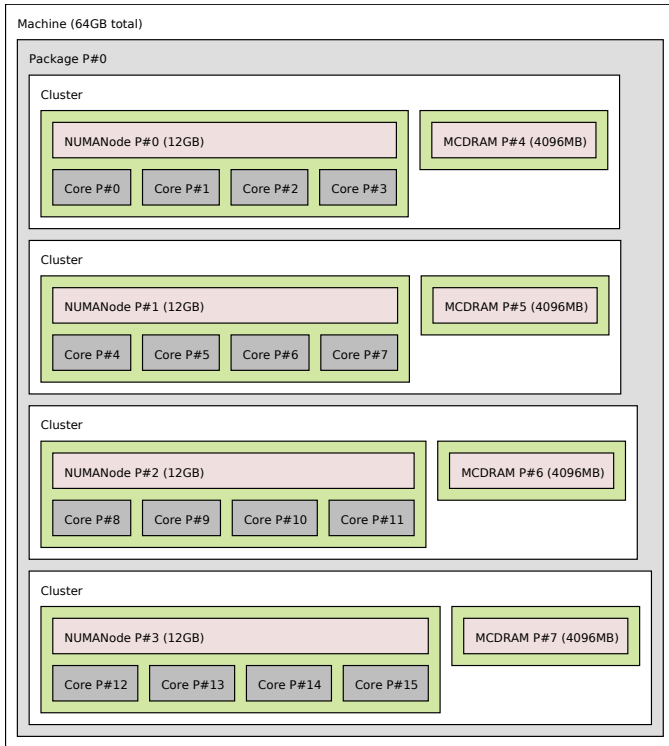 Machine (64GB total)
Package P#0
Cluster
NUMANode P#0 (12GB)
MCDRAM P#4 (4096MB)
Core P#0 Core P#1 Core P#2 Core P#3
Cluster
NUMANode P#1 (12GB)
MCDRAM P#5 (4096MB)
Core P#4 Core P#5 Core P#6 Core P#7
Cluster
NUMANode P#2 (12GB)
MCDRAM P#6 (4096MB)
Core P#8 Core P#9 Core P#10 Core P#11
Cluster
NUMANode P#3 (12GB)
MCDRAM P#7 (4096MB)
Core P#12 Core P#13 Core P#14 Core P#15